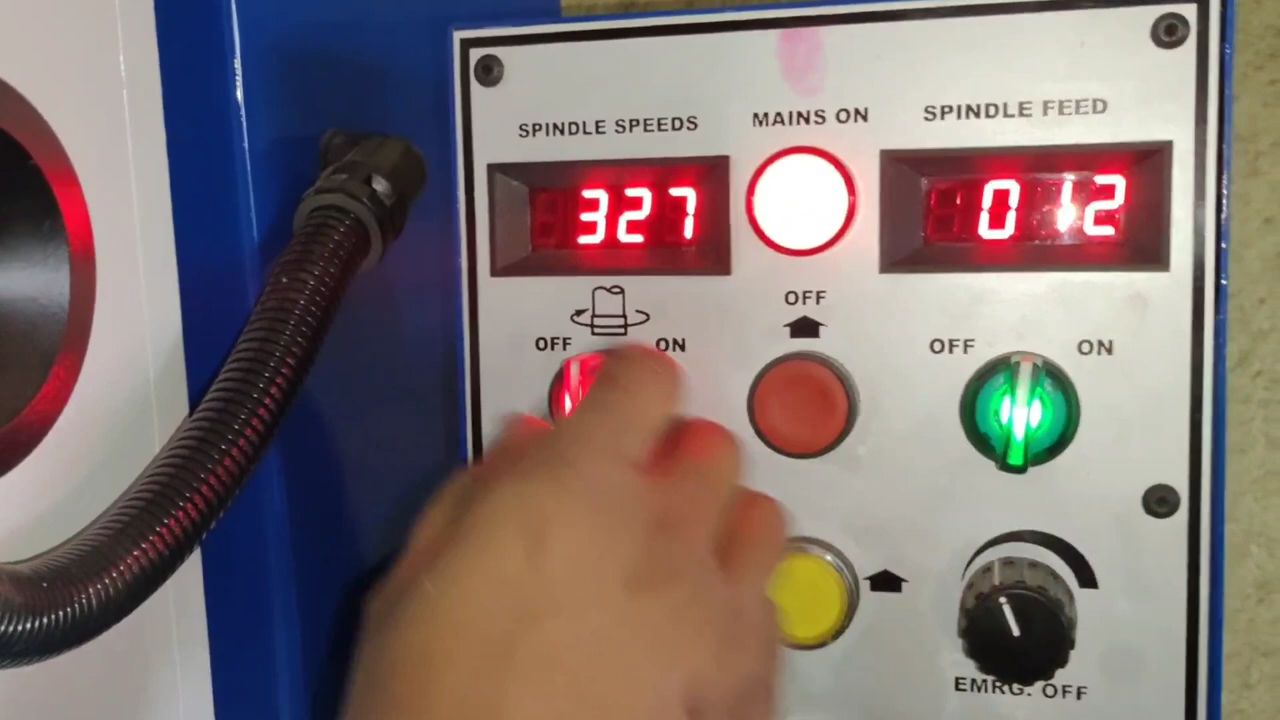 SPINDLE SPEEDS
MAINS ON
SPINDLE FEED
327
012
OFF
OFF
ON
OFF
ON
EMRG. OFF